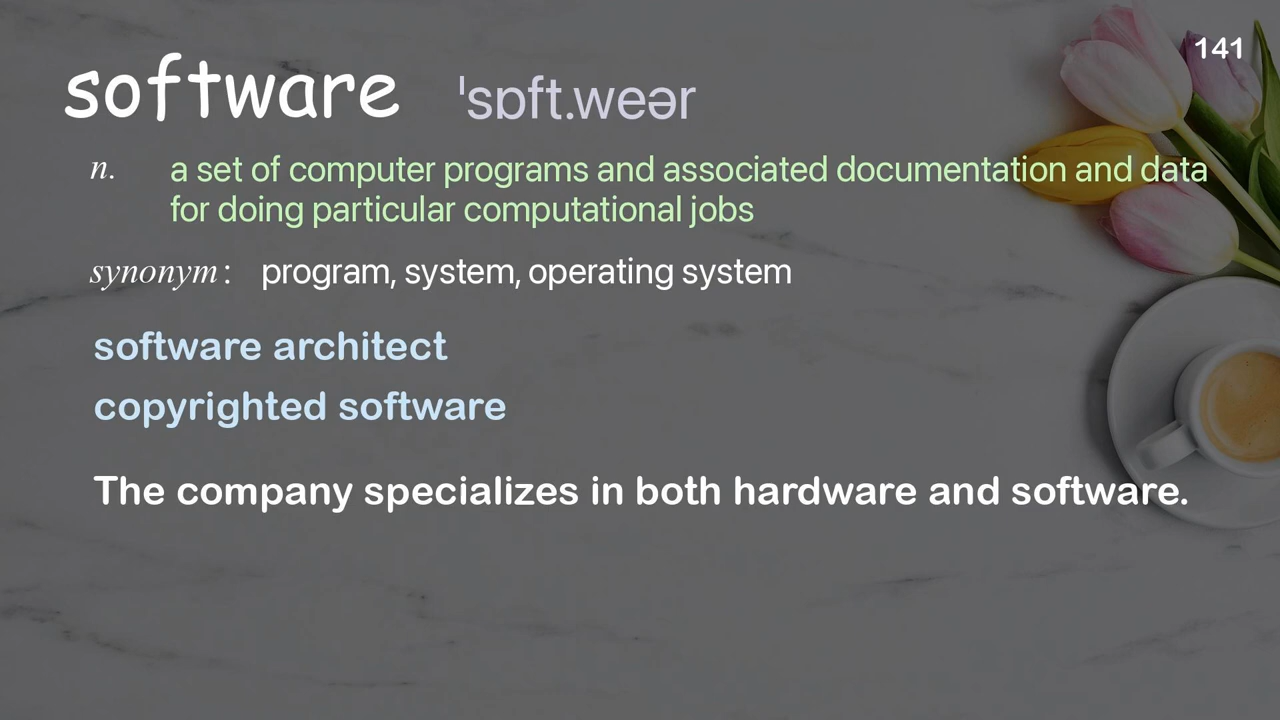 141
software ˈsɒft.weər
n. a set of computer programs and associated documentation and data
for doing particular computational jobs
synonym: program, system, operating system
software architect
copyrighted software
The company specializes in both hardware and software.